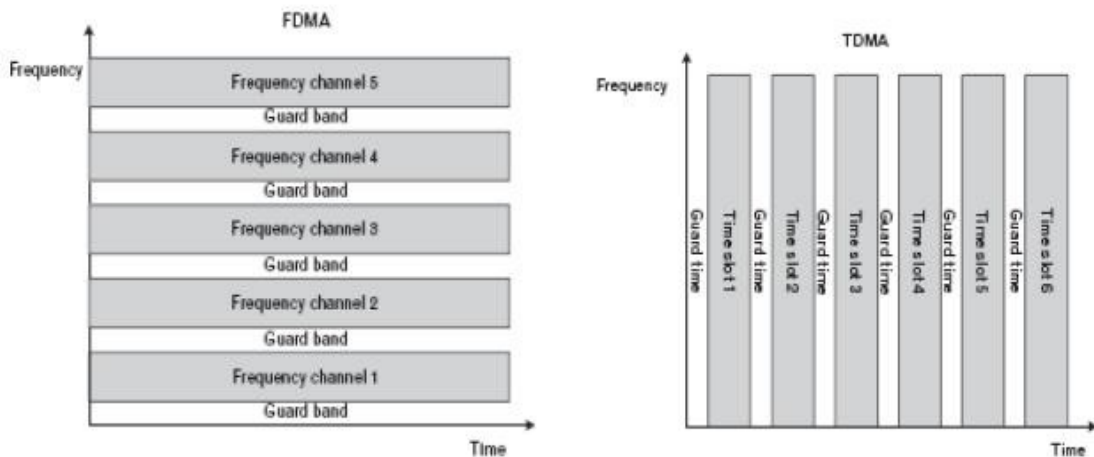 FDMA
Frequency
Frequency channel 5
Guard band
Frequency channel 4
Guard band
Frequency channel 3
Guard band
Frequency channel 2
Guard band
Frequency channel 1
Guard band
Time
TDMA
Frequency
Guard time
Time slot 1
Guard time
Time slot 2
Guard time
Time slot 3
Guard time
Time slot 4
Guard time
Time slot 5
Guard time
Time slot 6
Time